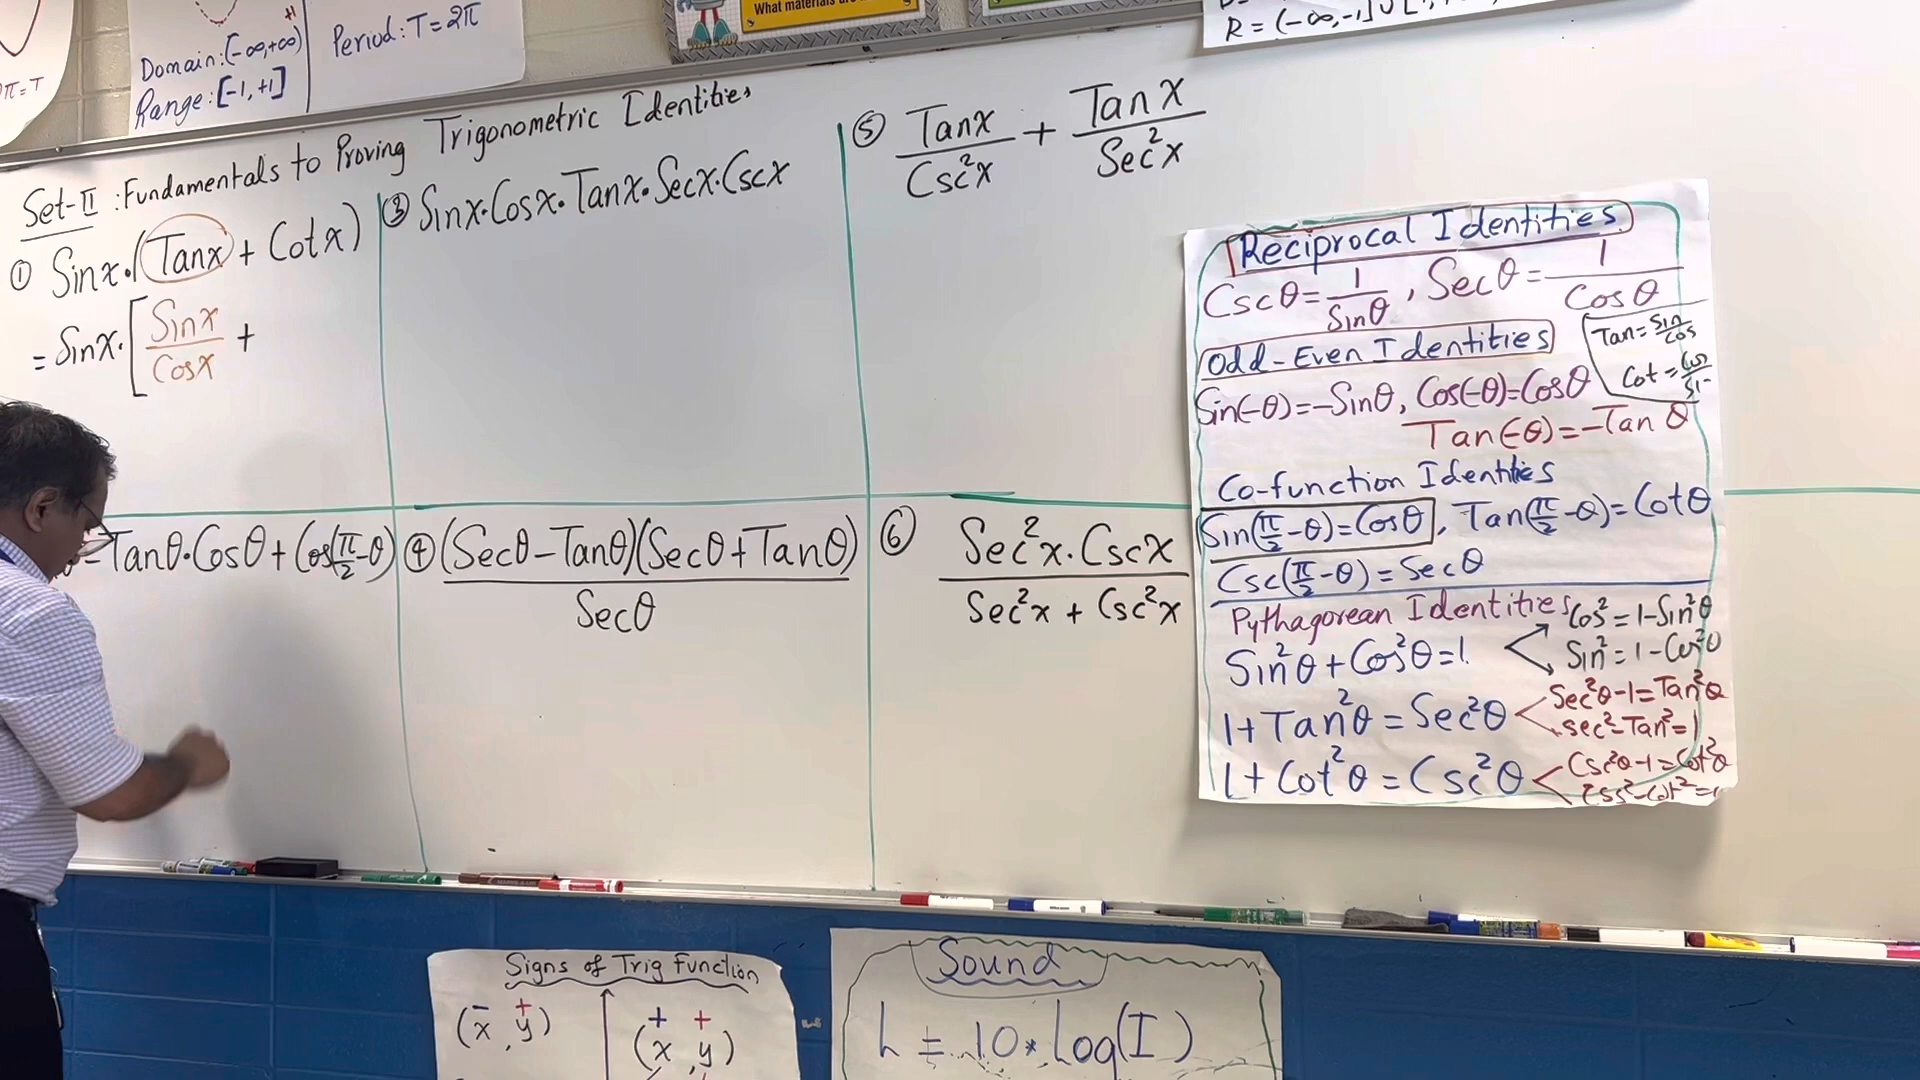 Domain: (-∞,+∞)
Range: [-1,+1]
Period: T = 2π
What materials are
R = (-∞,-1]∪[
Set-II : Fundamentals to Proving Trigonometric Identities
① Sinx·(Tanx + Cotx)
= Sinx·[Sinx/Cosx +
Tanθ·Cosθ + Cos(π/2-θ)
③ Sinx·Cosx·Tanx·Secx·Cscx
④ (Secθ-Tanθ)(Secθ+Tanθ)
Secθ
⑤ Tanx/Csc²x + Tanx/Sec²x
⑥ Sec²x·Cscx
Sec²x + Csc²x
Reciprocal Identities
Cscθ = 1/Sinθ, Secθ = 1/Cosθ
Tan = Sin/Cos
Odd-Even Identities
Sin(-θ)=-Sinθ, Cos(-θ)=Cosθ
Tan(-θ)=-Tanθ
Co-function Identities
Sin(π/2-θ)=Cosθ, Tan(π/2-θ)=Cotθ
Csc(π/2-θ)=Secθ
Pythagorean Identities
Cos²=1-Sin²θ
Sin²θ+Cos²θ=1
Sin²=1-Cos²θ
1+Tan²θ=Sec²θ
Sec²θ-1=Tan²θ
Sec²-Tan²=1
1+Cot²θ=Csc²θ
Csc²θ-1=Cot²θ
Signs of Trig Function
(x̄, y)
+ +
(x, y)
Sound
L = 10*Log(I)